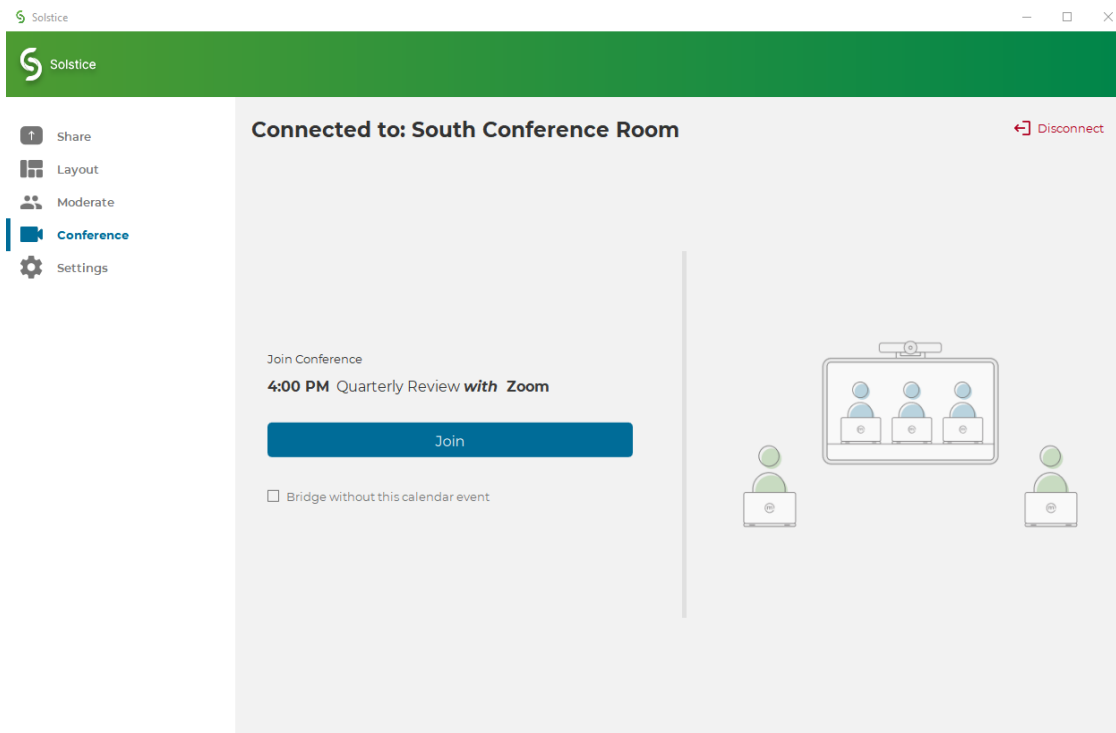 Solstice
Solstice
Share
Layout
Moderate
Conference
Settings
Connected to: South Conference Room
Disconnect
Join Conference
4:00 PM Quarterly Review with Zoom
Join
Bridge without this calendar event